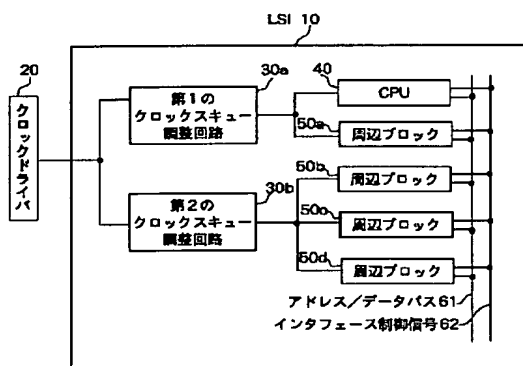 LSI 10
20
クロックドライバ
30a
第1の
クロックスキュー
調整回路
40
CPU
50a
周辺ブロック
30b
第2の
クロックスキュー
調整回路
50b
周辺ブロック
50c
周辺ブロック
50d
周辺ブロック
アドレス／データバス61
インタフェース制御信号62